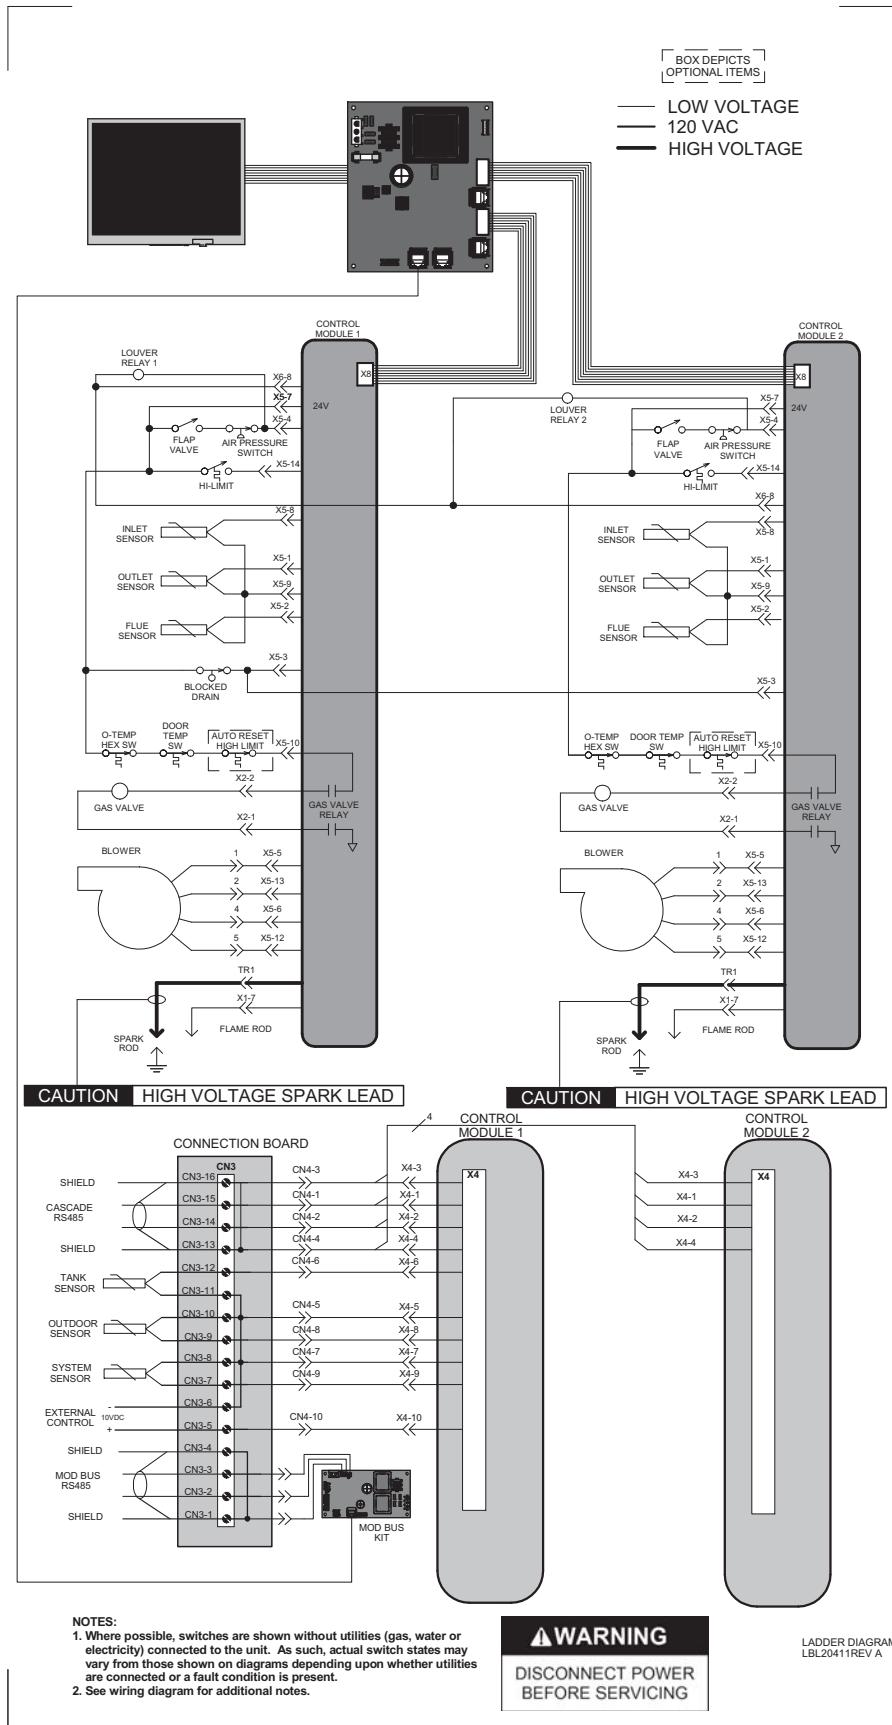 BOX DEPICTS
OPTIONAL ITEMS
LOW VOLTAGE
120 VAC
HIGH VOLTAGE
CONTROL
MODULE 1
LOUVER
RELAY 1
X6-8
X8
X5-7
24V
X5-4
FLAP
VALVE
AIR PRESSURE
SWITCH
X5-14
HI-LIMIT
X5-8
INLET
SENSOR
X5-1
OUTLET
SENSOR
X5-9
X5-2
FLUE
SENSOR
X5-3
BLOCKED
DRAIN
O-TEMP
HEX SW
DOOR
TEMP
SW
AUTO RESET
HIGH LIMIT
X5-10
X2-2
GAS VALVE
GAS VALVE
RELAY
X2-1
BLOWER
1 X5-5
2 X5-13
4 X5-6
5 X5-12
TR1
X1-7
SPARK
ROD
FLAME ROD
CAUTION HIGH VOLTAGE SPARK LEAD
CONTROL
MODULE 2
X8
LOUVER
RELAY 2
X5-7
24V
X5-4
FLAP
VALVE
AIR PRESSURE
SWITCH
X5-14
HI-LIMIT
X6-8
INLET
SENSOR
X5-8
X5-1
OUTLET
SENSOR
X5-9
X5-2
FLUE
SENSOR
X5-3
O-TEMP
HEX SW
DOOR TEMP
SW
AUTO RESET
HIGH LIMIT
X5-10
X2-2
GAS VALVE
GAS VALVE
RELAY
X2-1
BLOWER
1 X5-5
2 X5-13
4 X5-6
5 X5-12
TR1
X1-7
SPARK
ROD
FLAME ROD
CAUTION HIGH VOLTAGE SPARK LEAD
4
CONTROL
MODULE 1
CONTROL
MODULE 2
CONNECTION BOARD
CN3
X4
X4
SHIELD CN3-16 CN4-3 X4-3 X4-3
CASCADE
RS485
CN3-15 CN4-1 X4-1 X4-1
CN3-14 CN4-2 X4-2 X4-2
SHIELD CN3-13 CN4-4 X4-4 X4-4
TANK
SENSOR
CN3-12 CN4-6 X4-6
CN3-11
OUTDOOR
SENSOR
CN3-10 CN4-5 X4-5
CN3-9 CN4-8 X4-8
SYSTEM
SENSOR
CN3-8 CN4-7 X4-7
CN3-7 CN4-9 X4-9
EXTERNAL
CONTROL
10VDC
- CN3-6
+ CN3-5 CN4-10 X4-10
SHIELD CN3-4
MOD BUS
RS485
CN3-3
CN3-2
SHIELD CN3-1
MOD BUS
KIT
NOTES:
1. Where possible, switches are shown without utilities (gas, water or
electricity) connected to the unit. As such, actual switch states may
vary from those shown on diagrams depending upon whether utilities
are connected or a fault condition is present.
2. See wiring diagram for additional notes.
WARNING
DISCONNECT POWER
BEFORE SERVICING
LADDER DIAGRAM
LBL20411REV A